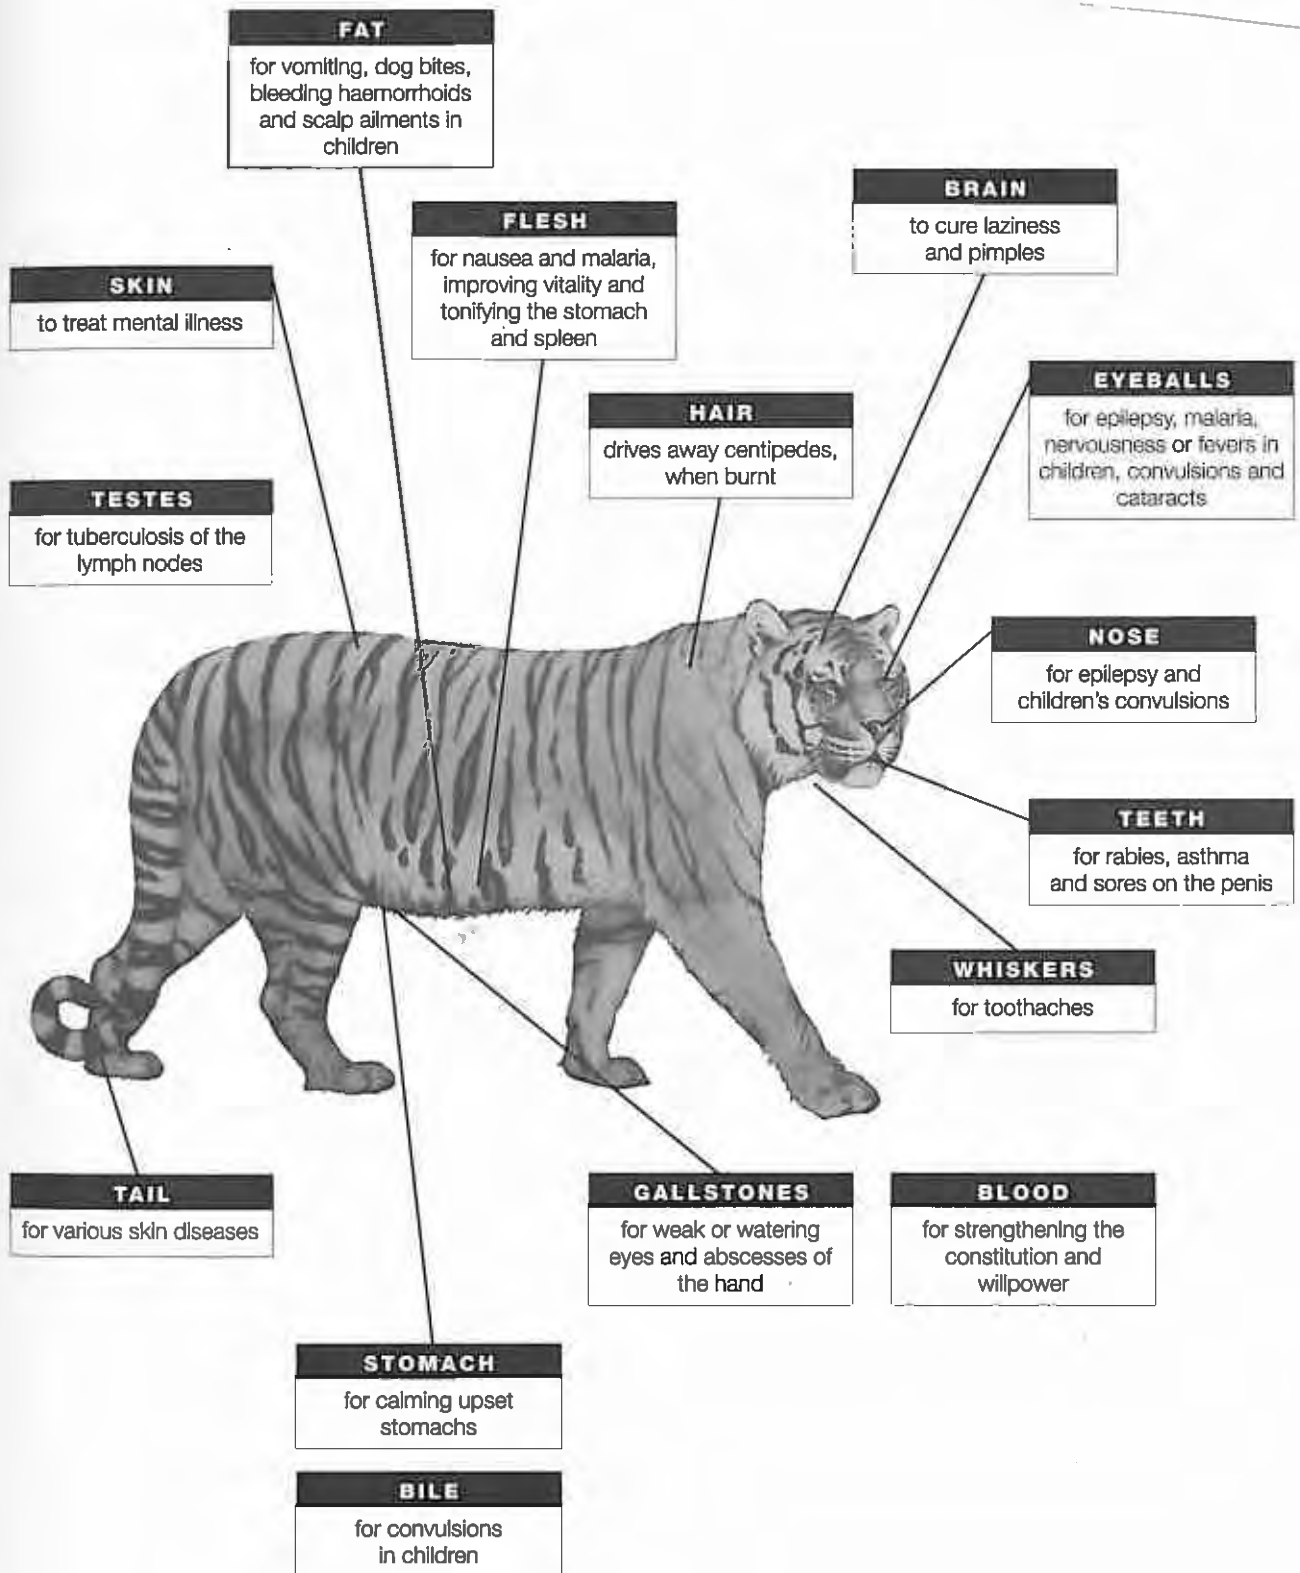 FAT
for vomiting, dog bites,
bleeding haemorrhoids
and scalp ailments in
children
BRAIN
to cure laziness
and pimples
FLESH
for nausea and malaria,
improving vitality and
tonifying the stomach
and spleen
SKIN
to treat mental illness
EYEBALLS
for epilepsy, malaria,
nervousness or fevers in
children, convulsions and
cataracts
HAIR
drives away centipedes,
when burnt
TESTES
for tuberculosis of the
lymph nodes
NOSE
for epilepsy and
children's convulsions
TEETH
for rabies, asthma
and sores on the penis
WHISKERS
for toothaches
TAIL
for various skin diseases
GALLSTONES
for weak or watering
eyes and abscesses of
the hand
BLOOD
for strengthening the
constitution and
willpower
STOMACH
for calming upset
stomachs
BILE
for convulsions
in children